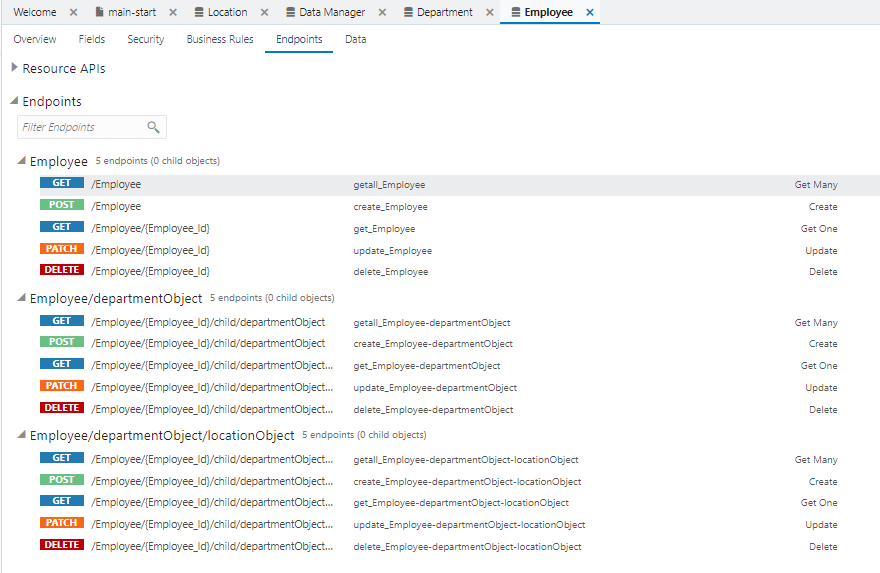 Welcome main-start Location Data Manager Department Employee
Overview Fields Security Business Rules Endpoints Data
Resource APIs
Endpoints
Filter Endpoints
Employee 5 endpoints (0 child objects)
GET /Employee getall_Employee Get Many
POST /Employee create_Employee Create
GET /Employee/{Employee_Id} get_Employee Get One
PATCH /Employee/{Employee_Id} update_Employee Update
DELETE /Employee/{Employee_Id} delete_Employee Delete
Employee/departmentObject 5 endpoints (0 child objects)
GET /Employee/{Employee_Id}/child/departmentObject getall_Employee-departmentObject Get Many
POST /Employee/{Employee_Id}/child/departmentObject create_Employee-departmentObject Create
GET /Employee/{Employee_Id}/child/departmentObject... get_Employee-departmentObject Get One
PATCH /Employee/{Employee_Id}/child/departmentObject... update_Employee-departmentObject Update
DELETE /Employee/{Employee_Id}/child/departmentObject... delete_Employee-departmentObject Delete
Employee/departmentObject/locationObject 5 endpoints (0 child objects)
GET /Employee/{Employee_Id}/child/departmentObject... getall_Employee-departmentObject-locationObject Get Many
POST /Employee/{Employee_Id}/child/departmentObject... create_Employee-departmentObject-locationObject Create
GET /Employee/{Employee_Id}/child/departmentObject... get_Employee-departmentObject-locationObject Get One
PATCH /Employee/{Employee_Id}/child/departmentObject... update_Employee-departmentObject-locationObject Update
DELETE /Employee/{Employee_Id}/child/departmentObject... delete_Employee-departmentObject-locationObject Delete